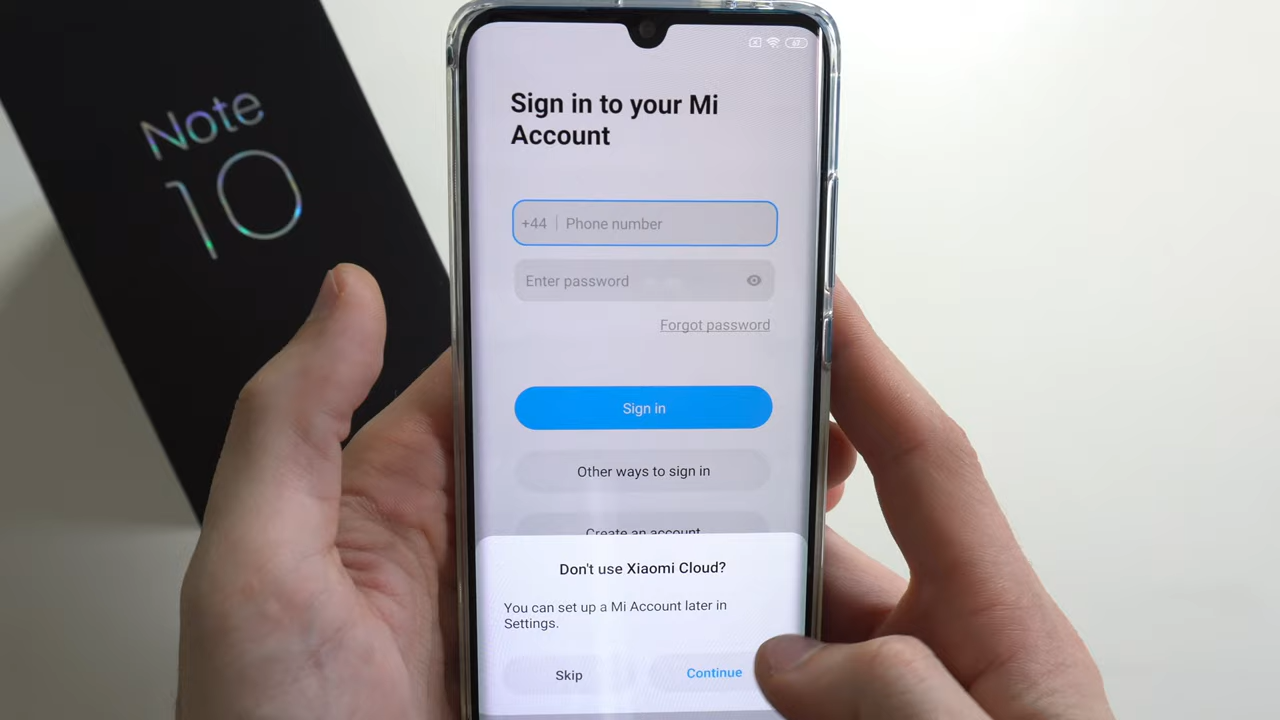 Note
10
67
Sign in to your Mi
Account
+44 Phone number
Enter password
Forgot password
Sign in
Other ways to sign in
Create an account
Don't use Xiaomi Cloud?
You can set up a Mi Account later in
Settings.
Skip Continue